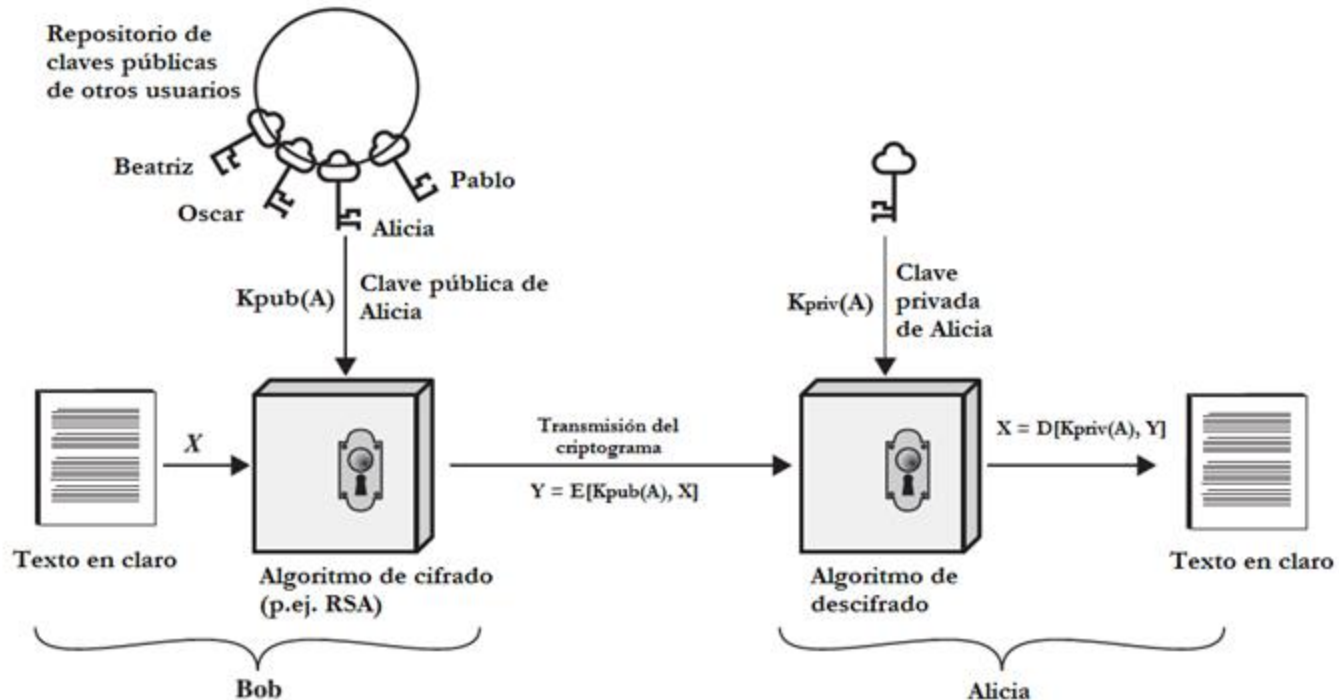 Repositorio de
claves públicas
de otros usuarios
Beatriz
Oscar
Alicia
Pablo
Kpub(A)
Clave pública de
Alicia
Kpriv(A)
Clave
privada
de Alicia
X
Transmisión del
criptograma
Y = E[Kpub(A), X]
X = D[Kpriv(A), Y]
Texto en claro
Algoritmo de cifrado
(p.ej. RSA)
Algoritmo de
descifrado
Texto en claro
Bob
Alicia